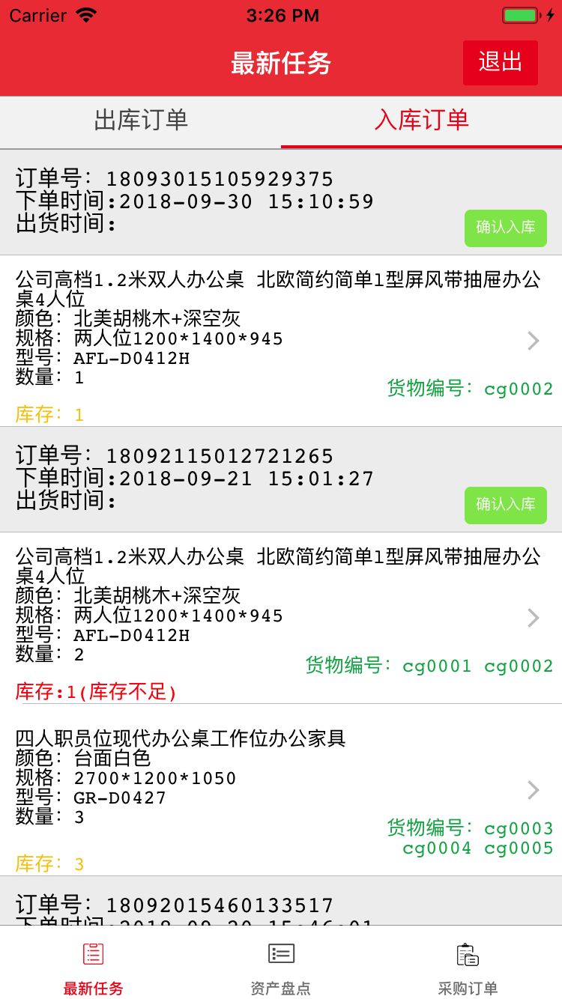 Carrier 3:26 PM
最新任务 退出
出库订单 入库订单
订单号: 18093015105929375
下单时间:2018-09-30 15:10:59
出货时间:
确认入库
公司高档1.2米双人办公桌 北欧简约简单l型屏风带抽屉办公
桌4人位
颜色: 北美胡桃木+深空灰
规格: 两人位1200*1400*945
型号: AFL-D0412H
数量: 1
货物编号: cg0002
库存: 1
订单号: 18092115012721265
下单时间:2018-09-21 15:01:27
出货时间:
确认入库
公司高档1.2米双人办公桌 北欧简约简单l型屏风带抽屉办公
桌4人位
颜色: 北美胡桃木+深空灰
规格: 两人位1200*1400*945
型号: AFL-D0412H
数量: 2
货物编号: cg0001 cg0002
库存:1(库存不足)
四人职员位现代办公桌工作位办公家具
颜色: 台面白色
规格: 2700*1200*1050
型号: GR-D0427
数量: 3
货物编号: cg0003
cg0004 cg0005
库存: 3
订单号: 18092015460133517
下单时间:2018-09-20 15:46:01
最新任务 资产盘点 采购订单